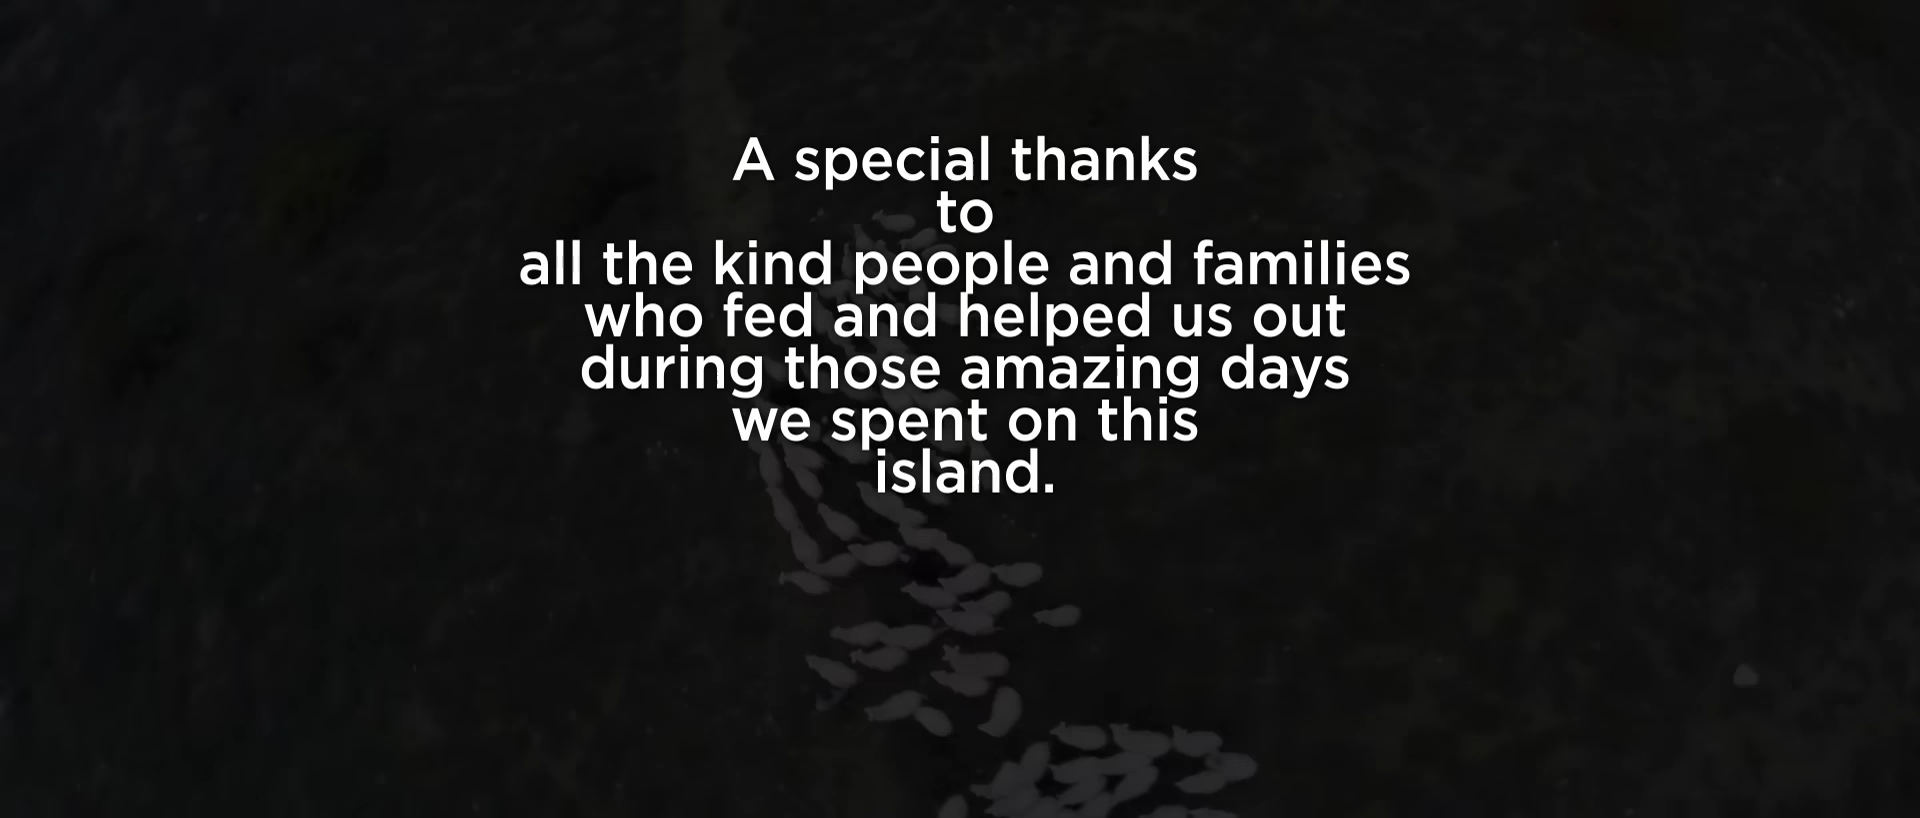 A special thanks
to
all the kind people and families
who fed and helped us out
during those amazing days
we spent on this
island.